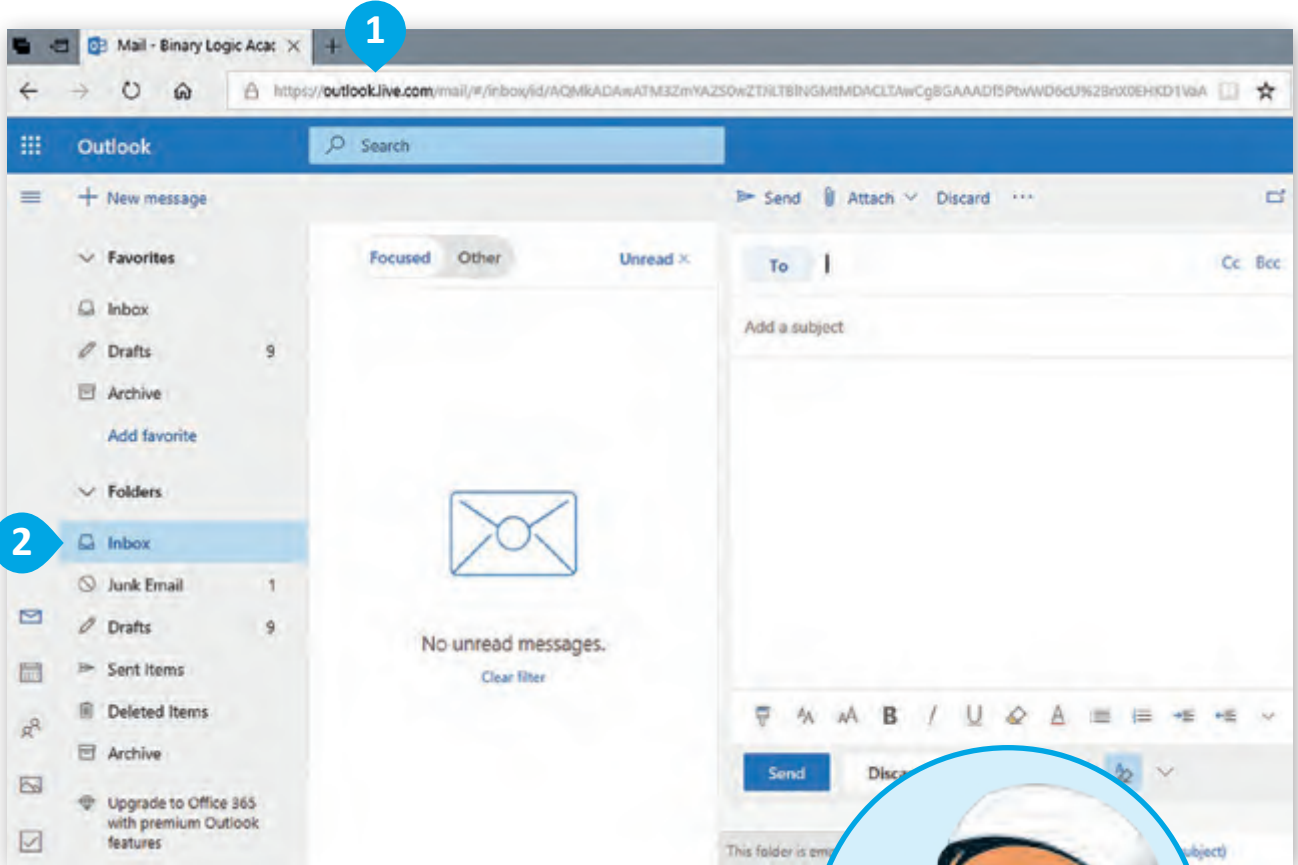 1
Mail - Binary Logic Acac
https://outlook.live.com/mail/#/inbox/id/
Outlook
Search
New message
Send Attach Discard ...
Favorites
Focused Other Unread ×
To Cc Bcc
Inbox
Add a subject
Drafts 9
Archive
Add favorite
Folders
2
Inbox
Junk Email 1
Drafts 9
No unread messages.
Sent Items
Clear filter
Deleted Items
B I U A
Archive
Send
Upgrade to Office 365
with premium Outlook
features
This folder is
subject)